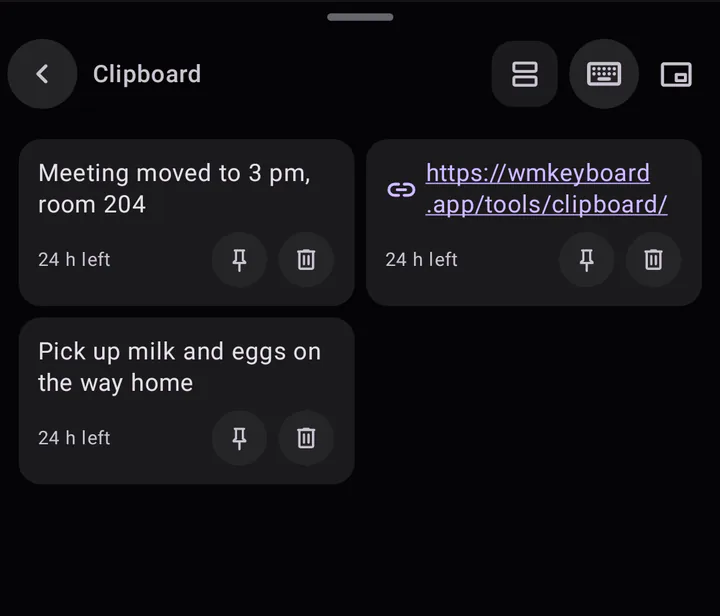 Clipboard
Meeting moved to 3 pm,
room 204
24 h left
https://wmkeyboard
.app/tools/clipboard/
24 h left
Pick up milk and eggs on
the way home
24 h left